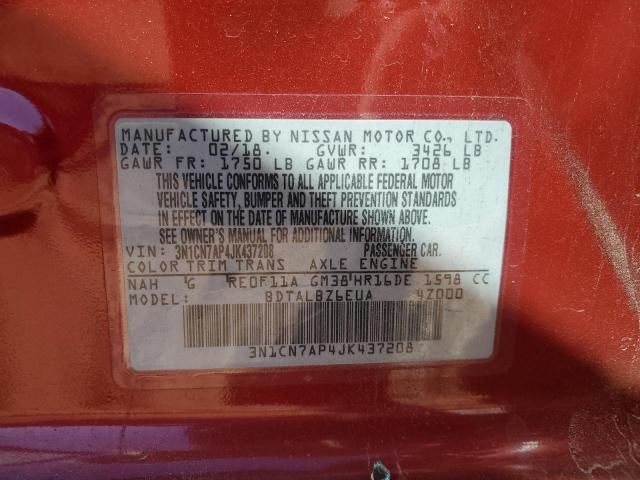 MANUFACTURED BY NISSAN MOTOR CO., LTD.
DATE: 02/18. GVWR: 3426 LB
GAWR FR: 1750 LB GAWR RR: 1708 LB
THIS VEHICLE CONFORMS TO ALL APPLICABLE FEDERAL MOTOR
VEHICLE SAFETY, BUMPER AND THEFT PREVENTION STANDARDS
IN EFFECT ON THE DATE OF MANUFACTURE SHOWN ABOVE.
SEE OWNER'S MANUAL FOR ADDITIONAL INFORMATION.
VIN: 3N1CN7AP4JK437208 PASSENGER CAR.
COLOR TRIM TRANS AXLE ENGINE
NAH G RE0F11A GM38 HR16DE 1598 CC
MODEL: BDTALBZ6EUA 4Z000
3N1CN7AP4JK437208